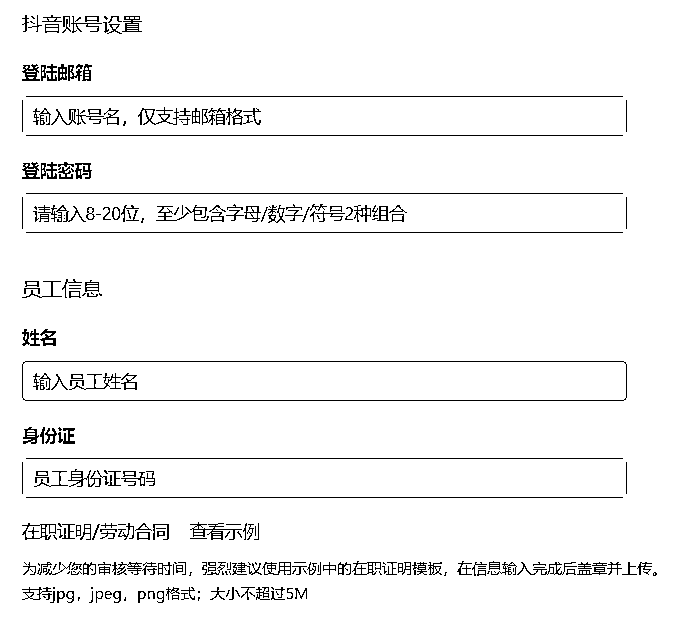 抖音账号设置
登陆邮箱
输入账号名，仅支持邮箱格式
登陆密码
请输入8-20位，至少包含字母/数字/符号2种组合
员工信息
姓名
输入员工姓名
身份证
员工身份证号码
在职证明/劳动合同 查看示例
为减少您的审核等待时间，强烈建议使用示例中的在职证明模板，在信息输入完成后盖章并上传。
支持jpg，jpeg，png格式；大小不超过5M